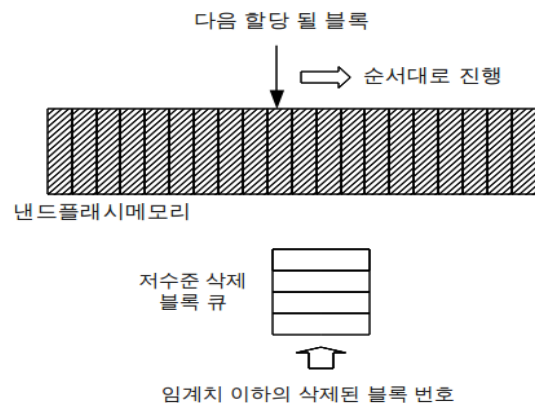 다음 할당 될 블록
순서대로 진행
낸드플래시메모리
저수준 삭제
블록 큐
임계치 이하의 삭제된 블록 번호